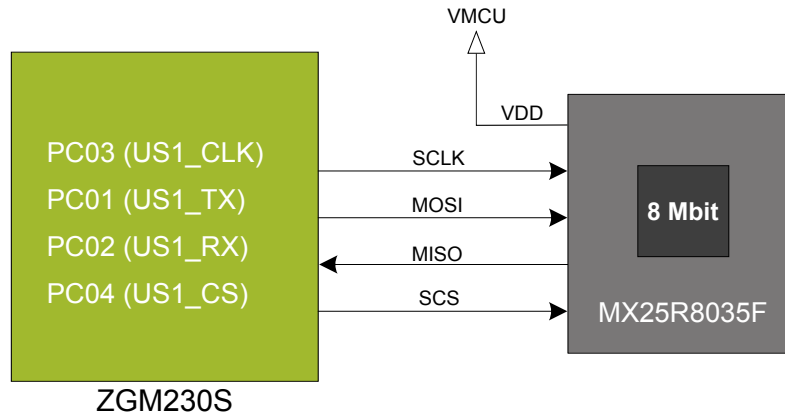 VMCU
VDD
PC03 (US1_CLK)
SCLK
PC01 (US1_TX)
MOSI
8 Mbit
PC02 (US1_RX)
MISO
PC04 (US1_CS)
SCS
MX25R8035F
ZGM230S